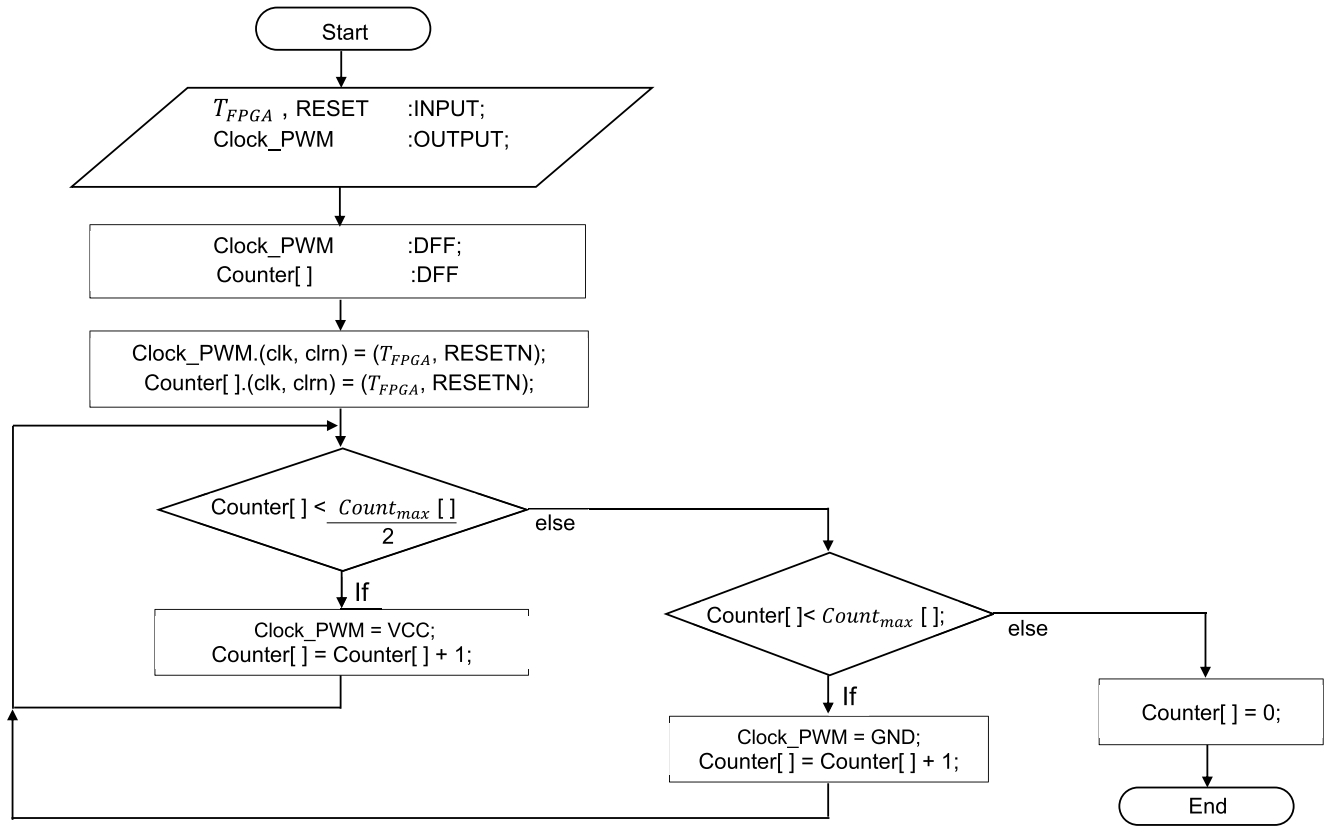 Start
T_FPGA , RESET :INPUT;
Clock_PWM :OUTPUT;
Clock_PWM :DFF;
Counter[ ] :DFF
Clock_PWM.(clk, clrn) = (T_FPGA, RESETN);
Counter[ ].(clk, clrn) = (T_FPGA, RESETN);
Counter[ ] < Count_max [ ]
2
else
If
Clock_PWM = VCC;
Counter[ ] = Counter[ ] + 1;
Counter[ ]< Count_max [ ];
else
If
Clock_PWM = GND;
Counter[ ] = Counter[ ] + 1;
Counter[ ] = 0;
End